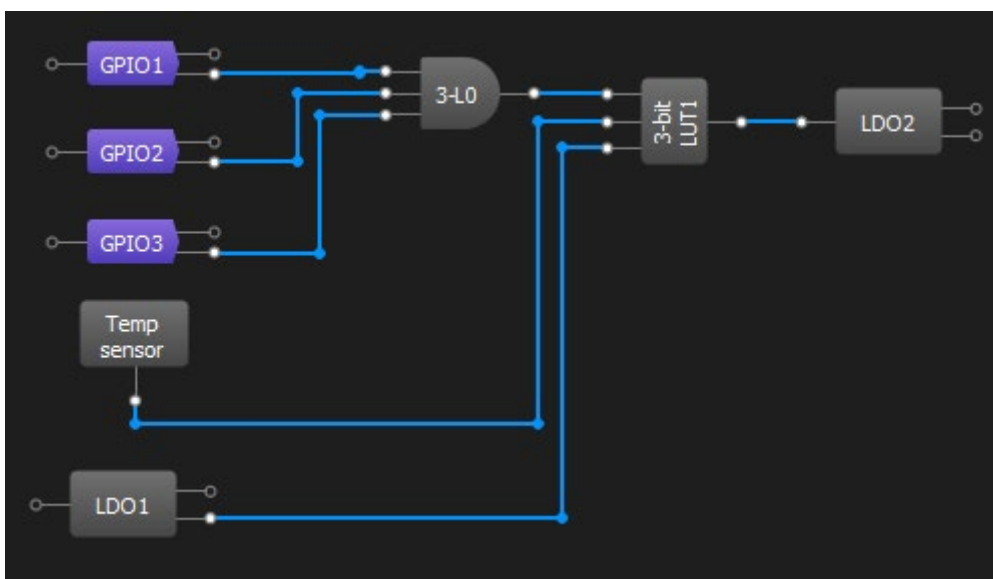 GPIO1
3-L0
3-bit
LUT1
LDO2
GPIO2
GPIO3
Temp
sensor
LDO1